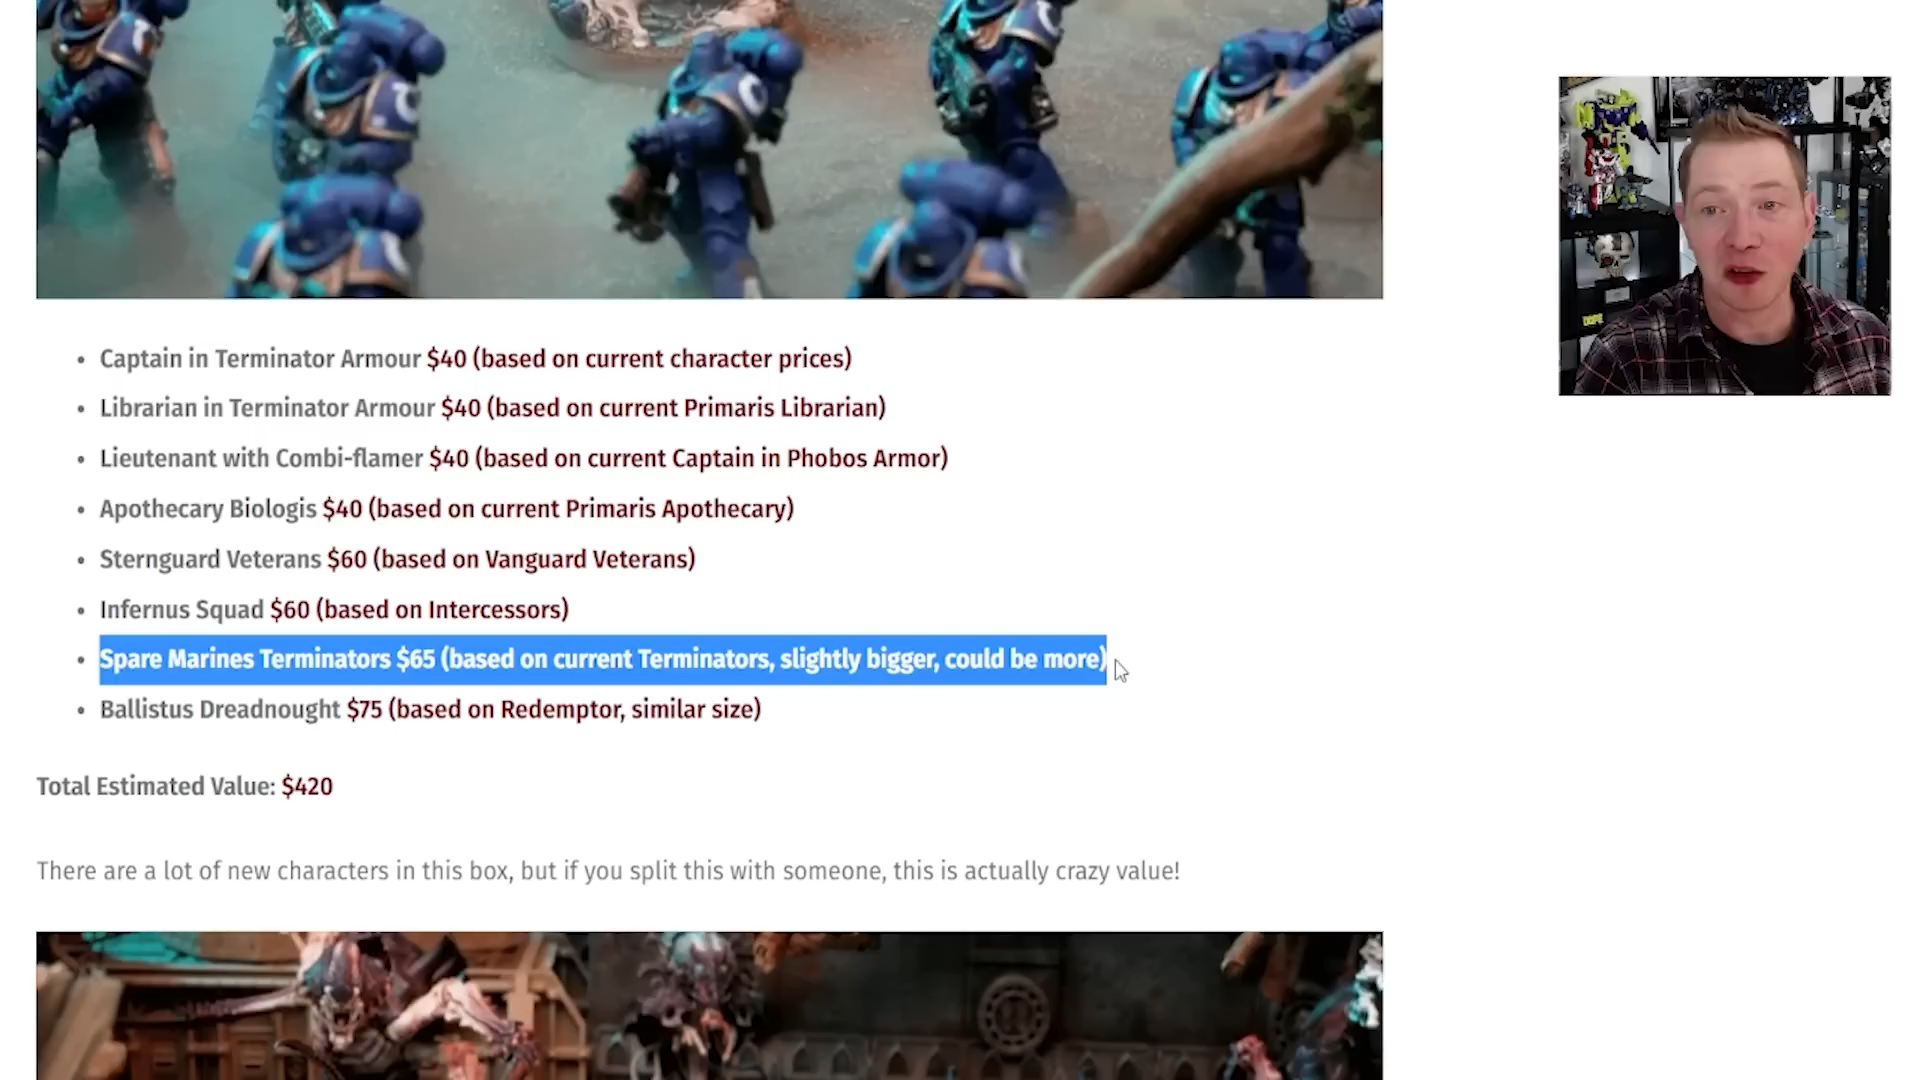 Captain in Terminator Armour $40 (based on current character prices)
Librarian in Terminator Armour $40 (based on current Primaris Librarian)
Lieutenant with Combi-flamer $40 (based on current Captain in Phobos Armor)
Apothecary Biologis $40 (based on current Primaris Apothecary)
Sternguard Veterans $60 (based on Vanguard Veterans)
Infernus Squad $60 (based on Intercessors)
Spare Marines Terminators $65 (based on current Terminators, slightly bigger, could be more)
Ballistus Dreadnought $75 (based on Redemptor, similar size)
Total Estimated Value: $420
There are a lot of new characters in this box, but if you split this with someone, this is actually crazy value!
DOPE